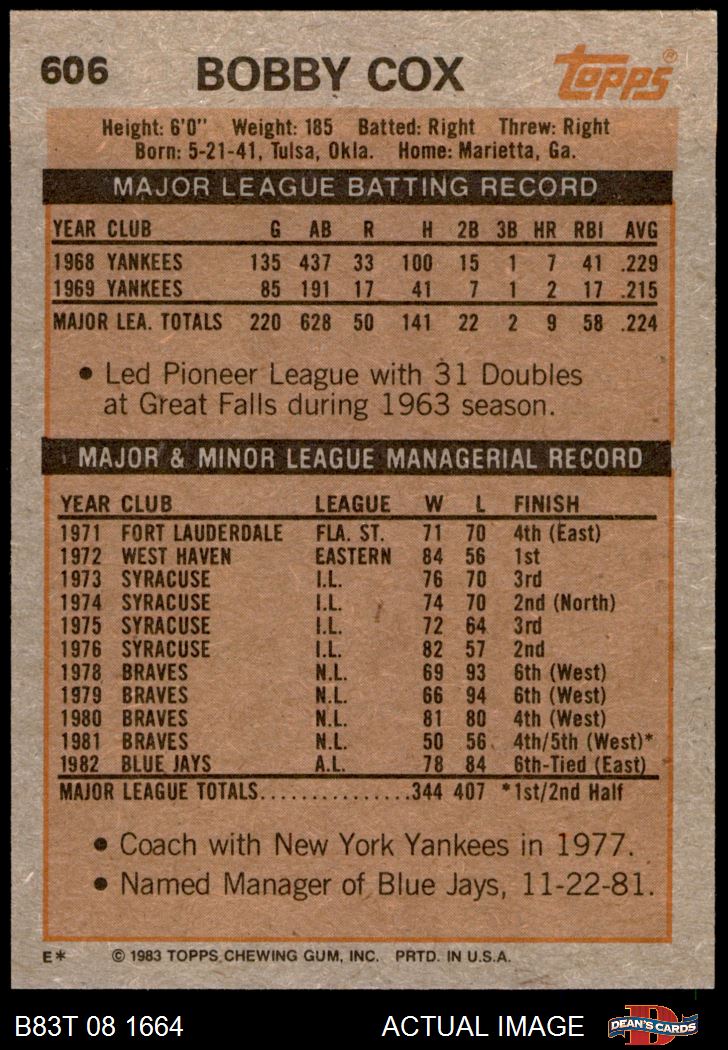 606 BOBBY COX Topps®
Height: 6'0" Weight: 185 Batted: Right Threw: Right
Born: 5-21-41, Tulsa, Okla. Home: Marietta, Ga.
MAJOR LEAGUE BATTING RECORD
YEAR CLUB G AB R H 2B 3B HR RBI AVG
1968 YANKEES 135 437 33 100 15 1 7 41 .229
1969 YANKEES 85 191 17 41 7 1 2 17 .215
MAJOR LEA. TOTALS 220 628 50 141 22 2 9 58 .224
• Led Pioneer League with 31 Doubles
at Great Falls during 1963 season.
MAJOR & MINOR LEAGUE MANAGERIAL RECORD
YEAR CLUB LEAGUE W L FINISH
1971 FORT LAUDERDALE FLA. ST. 71 70 4th (East)
1972 WEST HAVEN EASTERN 84 56 1st
1973 SYRACUSE I.L. 76 70 3rd
1974 SYRACUSE I.L. 74 70 2nd (North)
1975 SYRACUSE I.L. 72 64 3rd
1976 SYRACUSE I.L. 82 57 2nd
1978 BRAVES N.L. 69 93 6th (West)
1979 BRAVES N.L. 66 94 6th (West)
1980 BRAVES N.L. 81 80 4th (West)
1981 BRAVES N.L. 50 56 4th/5th (West)*
1982 BLUE JAYS A.L. 78 84 6th-Tied (East)
MAJOR LEAGUE TOTALS...............344 407 *1st/2nd Half
• Coach with New York Yankees in 1977.
• Named Manager of Blue Jays, 11-22-81.
E* © 1983 TOPPS CHEWING GUM, INC. PRTD. IN U.S.A.
B83T 08 1664 ACTUAL IMAGE D DEAN'S CARDS